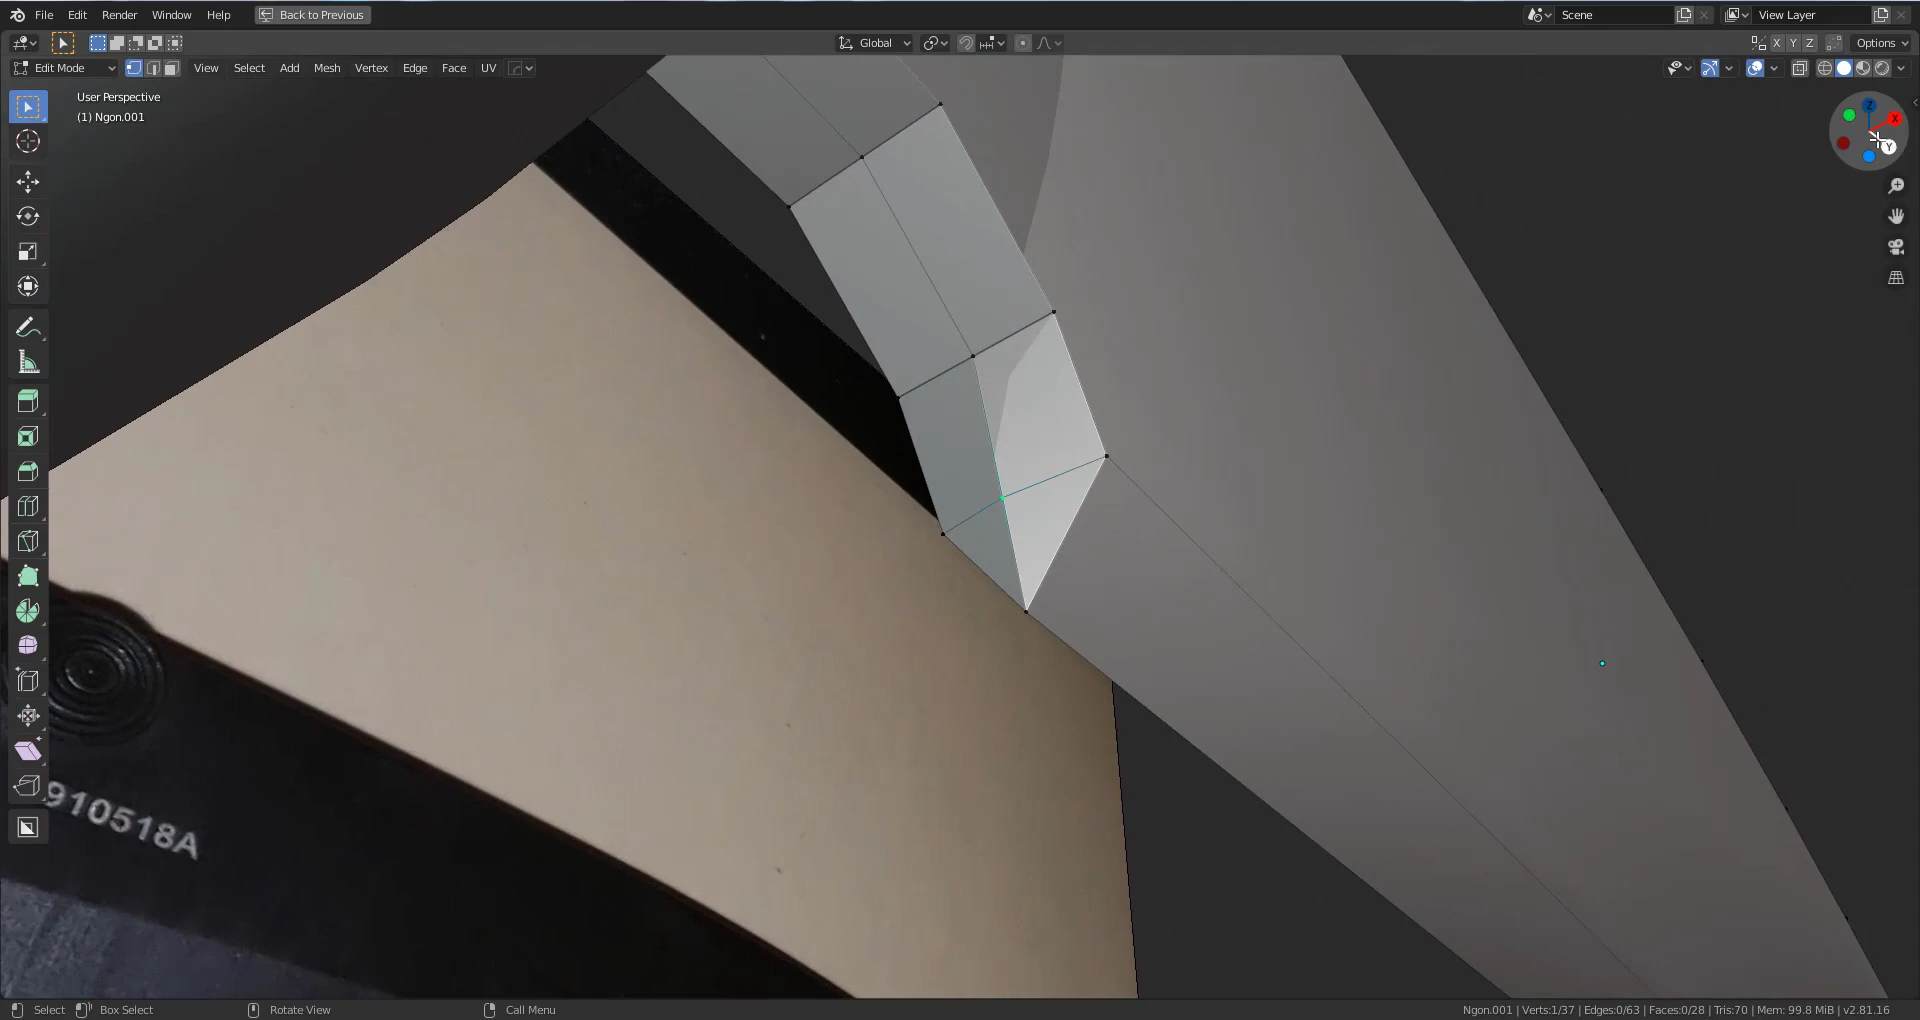 File Edit Render Window Help Back to Previous Scene View Layer
Global X Y Z Options
Edit Mode View Select Add Mesh Vertex Edge Face UV
User Perspective
(1) Ngon.001
Z
X
Y
910518A
Select Box Select Rotate View Call Menu Ngon.001 | Verts:1/37 | Edges:0/63 | Faces:0/28 | Tris:70 | Mem: 99.8 MiB | v2.81.16